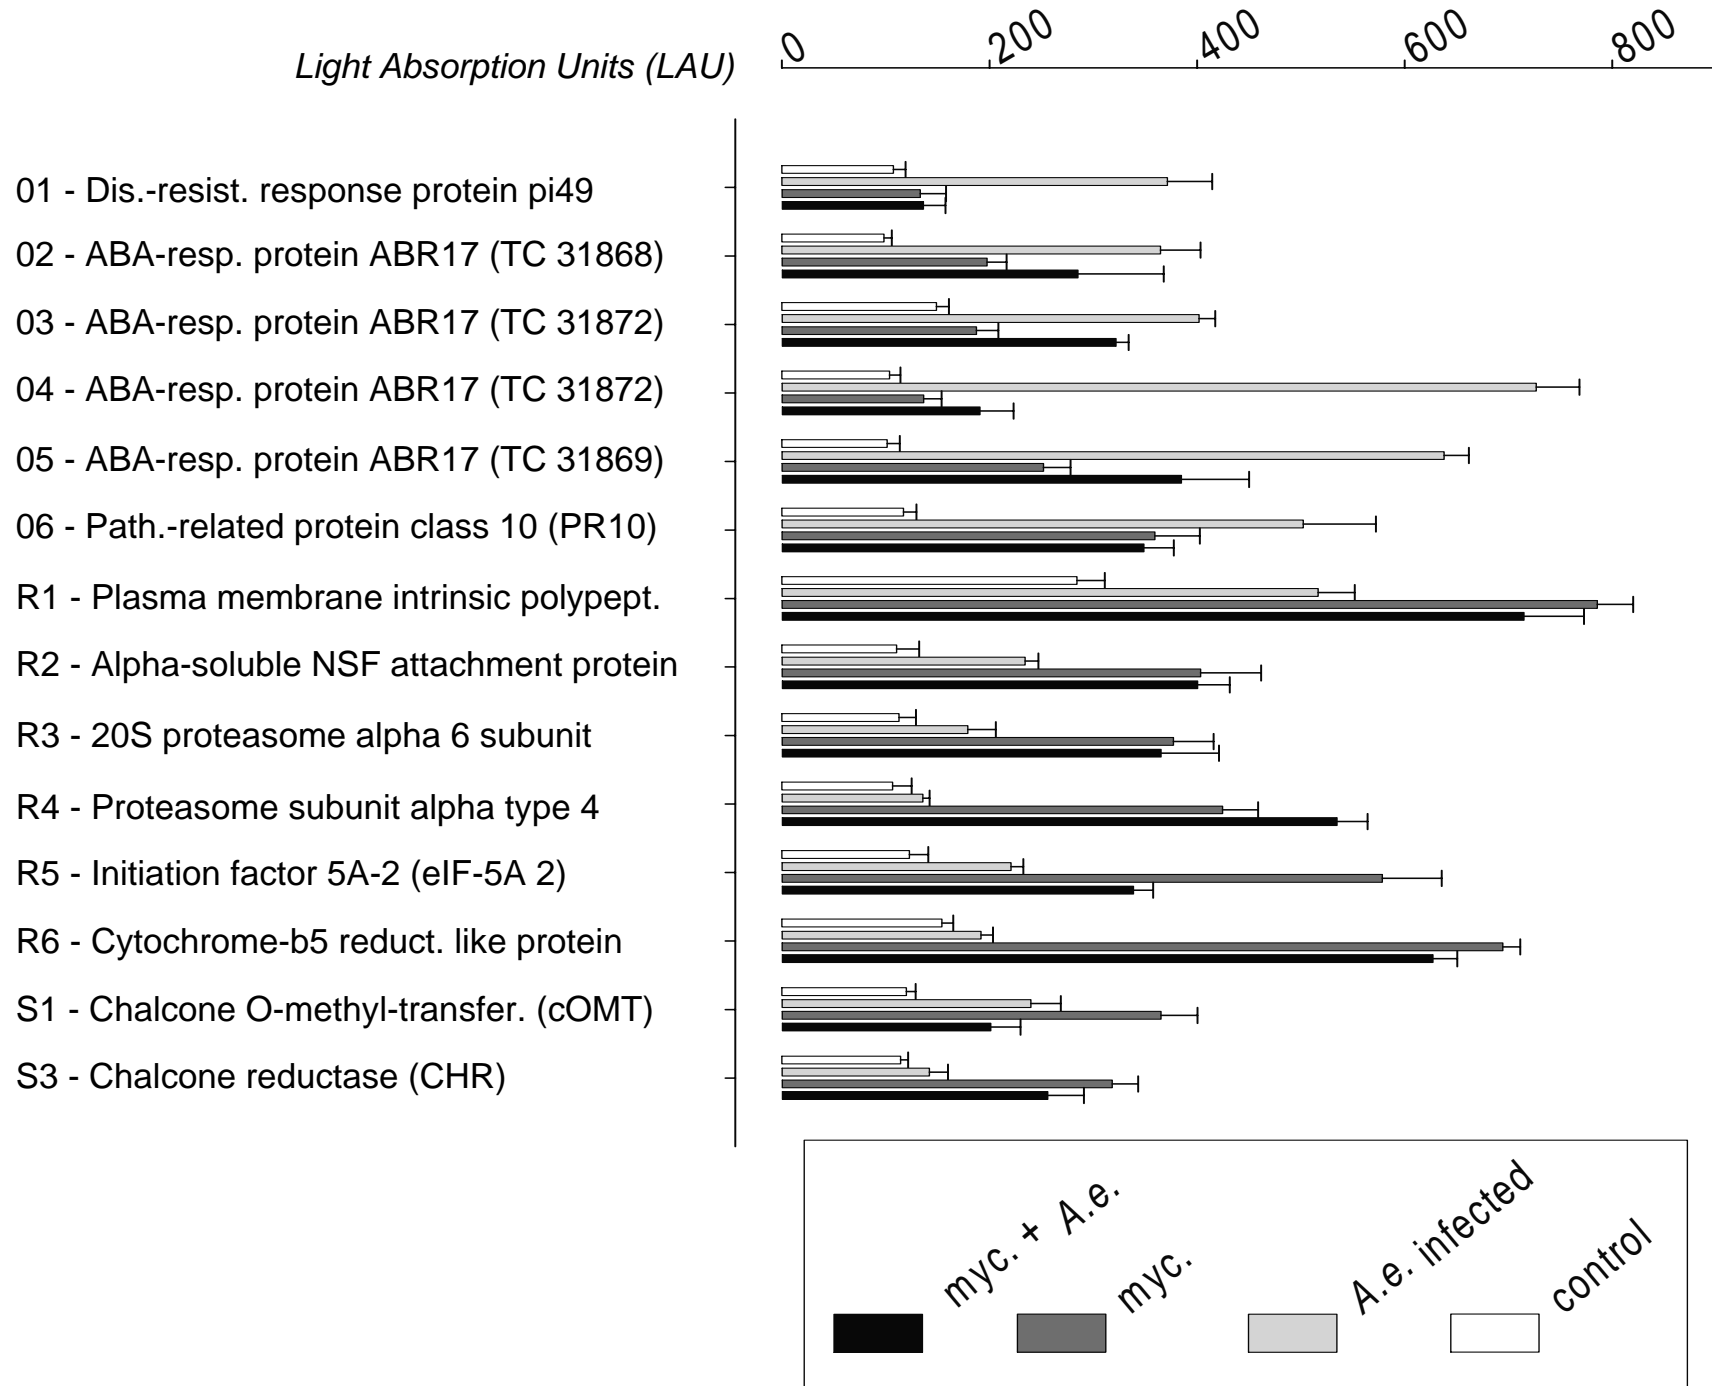 0 200 400 600 800
Light Absorption Units (LAU)
01 - Dis.-resist. response protein pi49
02 - ABA-resp. protein ABR17 (TC 31868)
03 - ABA-resp. protein ABR17 (TC 31872)
04 - ABA-resp. protein ABR17 (TC 31872)
05 - ABA-resp. protein ABR17 (TC 31869)
06 - Path.-related protein class 10 (PR10)
R1 - Plasma membrane intrinsic polypept.
R2 - Alpha-soluble NSF attachment protein
R3 - 20S proteasome alpha 6 subunit
R4 - Proteasome subunit alpha type 4
R5 - Initiation factor 5A-2 (eIF-5A 2)
R6 - Cytochrome-b5 reduct. like protein
S1 - Chalcone O-methyl-transfer. (cOMT)
S3 - Chalcone reductase (CHR)
myc. + A.e.
myc.
A.e. infected
control